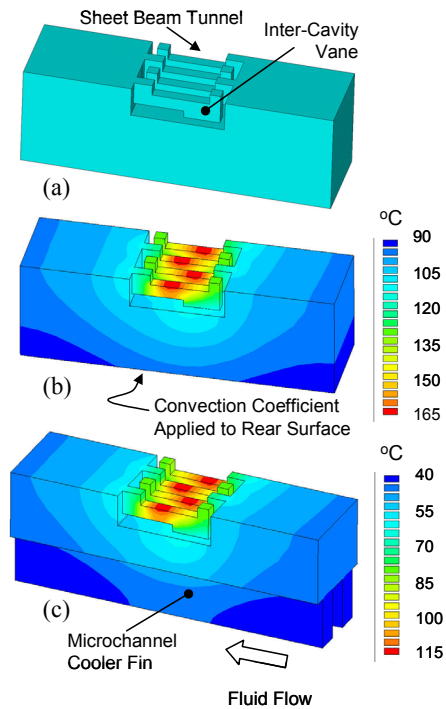 Sheet Beam Tunnel
Inter-Cavity
Vane
(a)
°C
90
105
120
135
150
165
(b)
Convection Coefficient
Applied to Rear Surface
°C
40
55
70
85
100
115
(c)
Microchannel
Cooler Fin
Fluid Flow